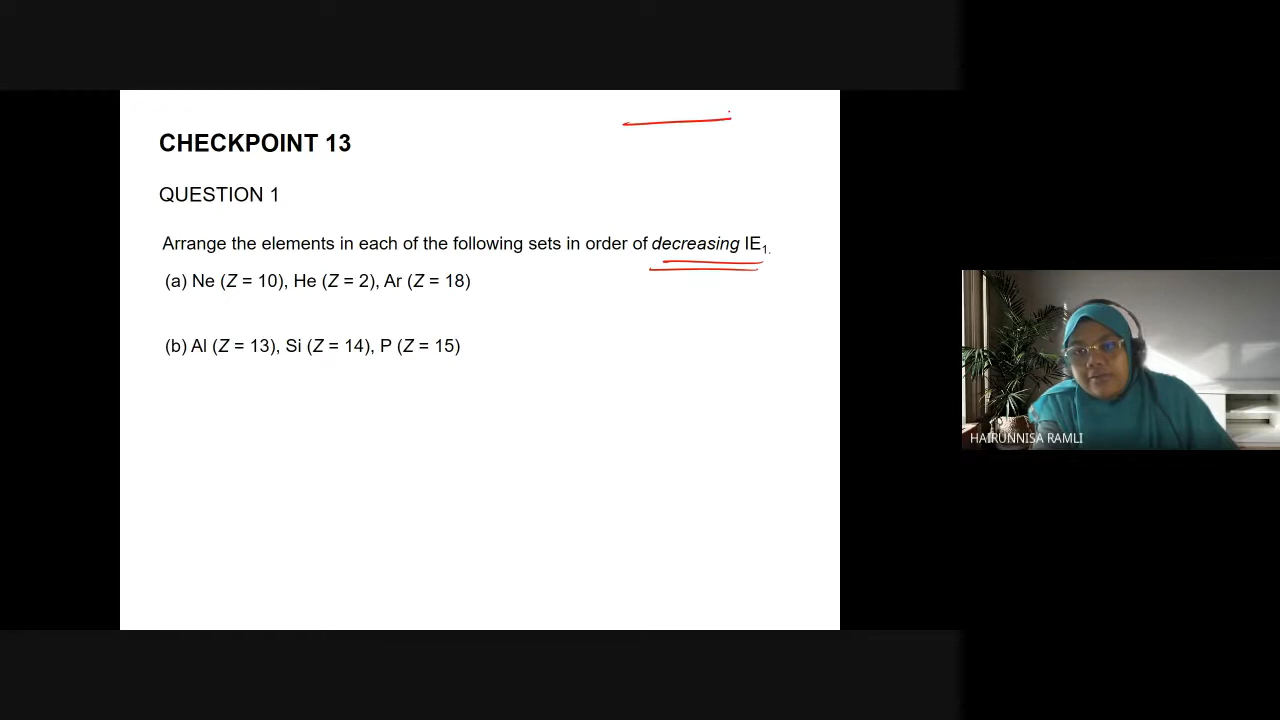 CHECKPOINT 13
QUESTION 1
Arrange the elements in each of the following sets in order of decreasing IE₁.
(a) Ne (Z = 10), He (Z = 2), Ar (Z = 18)
(b) Al (Z = 13), Si (Z = 14), P (Z = 15)
HAIRUNNISA RAMLI